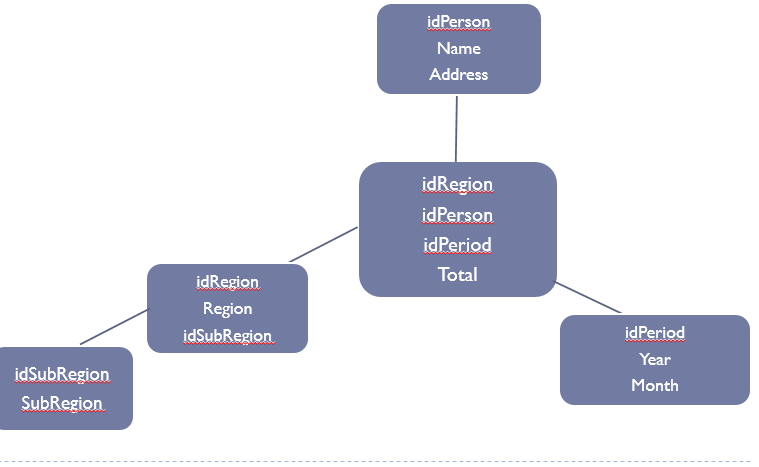 idPerson
Name
Address
idRegion
idPerson
idPeriod
Total
idRegion
Region
idSubRegion
idPeriod
Year
Month
idSubRegion
SubRegion